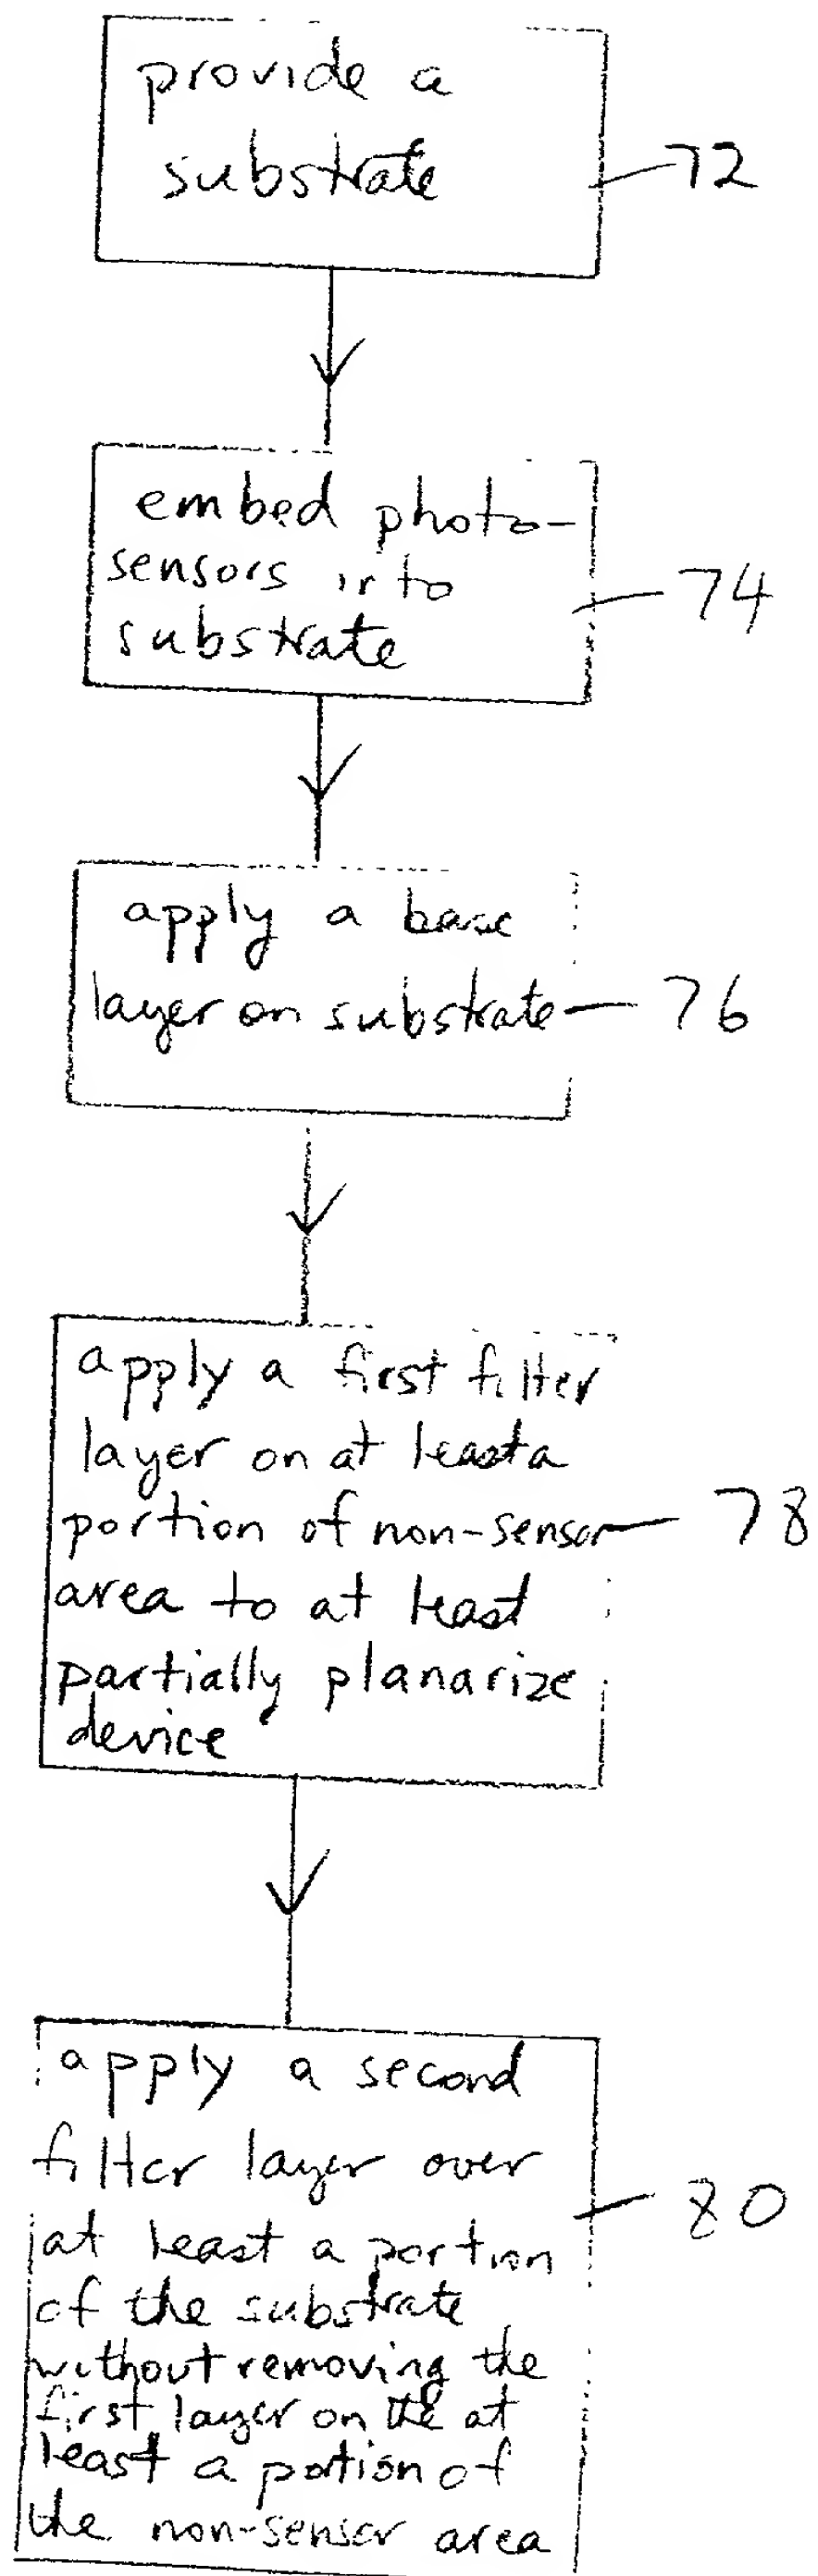 provide a
substrate
72
embed photo-
sensors into
substrate
74
apply a base
layer on substrate
76
apply a first filter
layer on at least a
portion of non-sensor
area to at least
partially planarize
device
78
apply a second
filter layer over
at least a portion
of the substrate
without removing the
first layer on the at
least a portion of
the non-sensor area
80